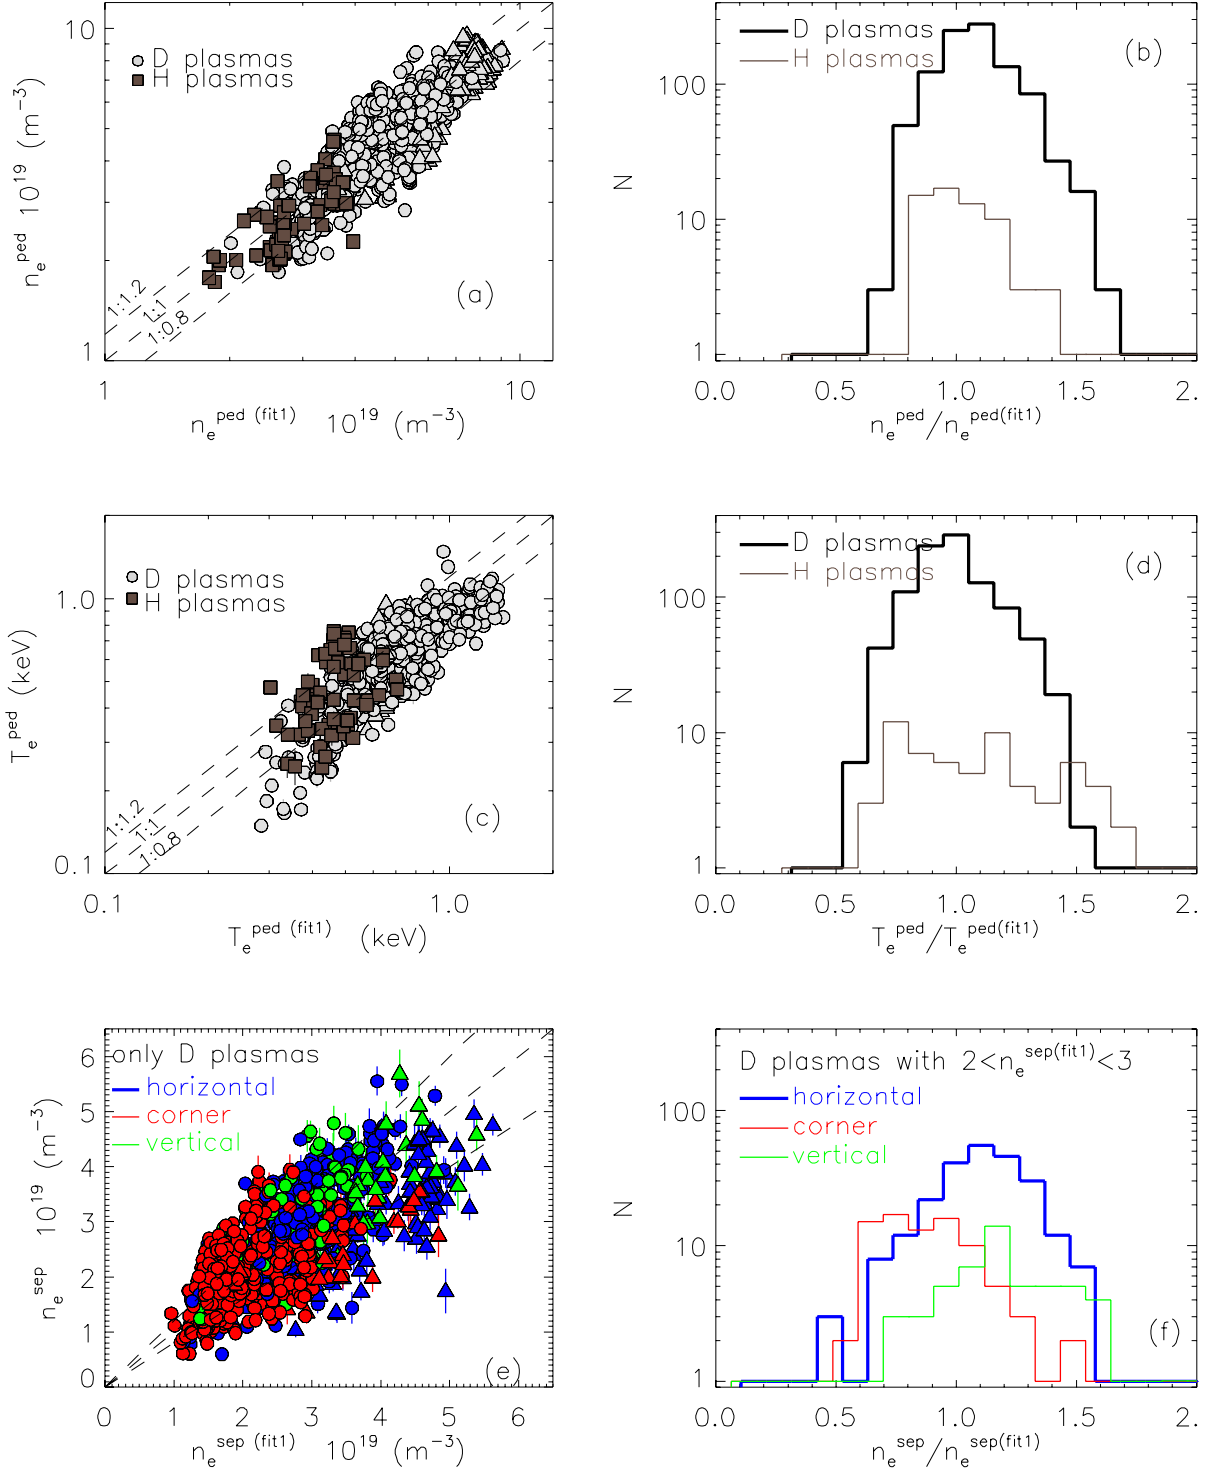 10
D plasmas
H plasmas
n_e^ped 10^19 (m^-3)
1:1.2
1:1
1:0.8
(a)
1
1
10
n_e^ped (fit1) 10^19 (m^-3)
D plasmas
H plasmas
(b)
100
10
1
N
0.0
0.5
1.0
1.5
2.
n_e^ped/n_e^ped(fit1)
D plasmas
H plasmas
1.0
T_e^ped (keV)
1:1.2
1:1
1:0.8
(c)
0.1
0.1
1.0
T_e^ped (fit1) (keV)
D plasmas
H plasmas
(d)
100
10
1
N
0.0
0.5
1.0
1.5
2.
T_e^ped/T_e^ped(fit1)
only D plasmas
horizontal
corner
vertical
6
5
4
3
2
1
0
n_e^sep 10^19 (m^-3)
(e)
0
1
2
3
4
5
6
n_e^sep (fit1) 10^19 (m^-3)
D plasmas with 2<n_e^sep(fit1)<3
horizontal
corner
vertical
100
10
1
N
(f)
0.0
0.5
1.0
1.5
2.
n_e^sep/n_e^sep(fit1)